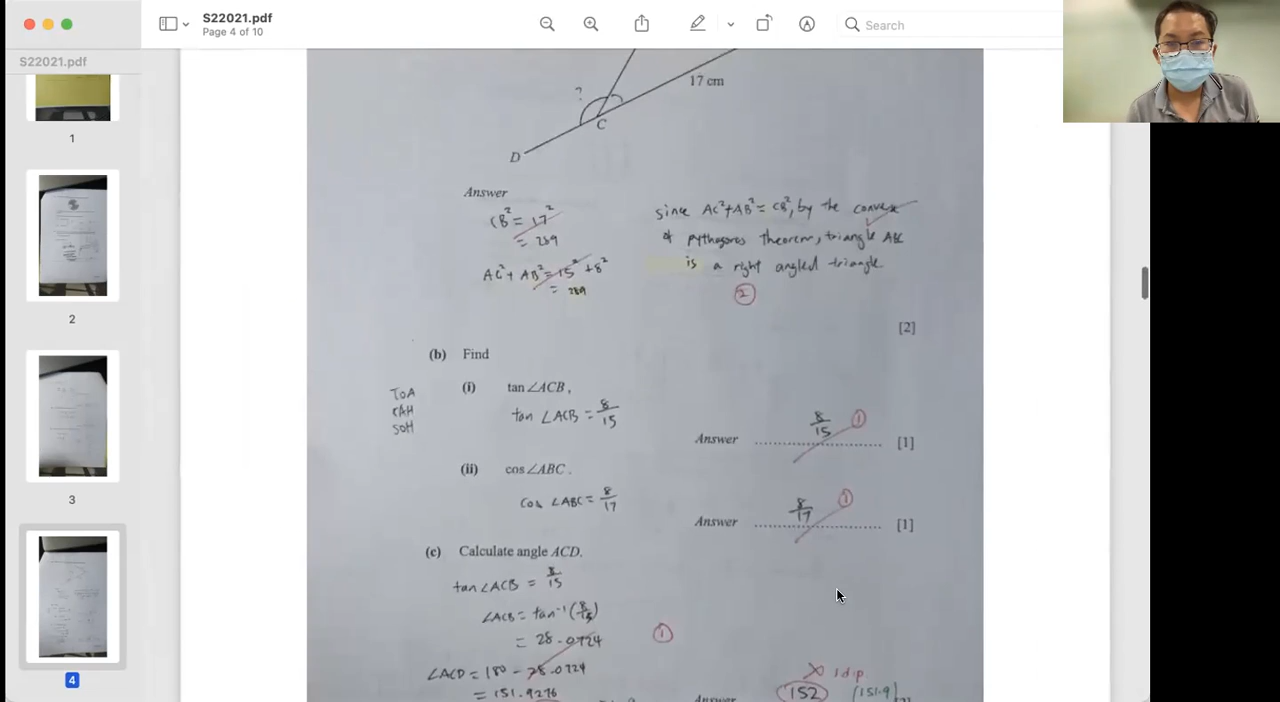 S22021.pdf
Page 4 of 10
Search
S22021.pdf
1
2
3
4
?
17 cm
C
D
Answer
CB² = 17²
= 289
AC² + AB² = 15² + 8²
= 289
since AC² + AB² = CB², by the converse
of pythagoras theorem, triangle ABC
is a right angled triangle
2
[2]
(b) Find
TOA
CAH
SOH
(i) tan ∠ACB,
tan ∠ACB = 8/15
Answer 8/15 1 [1]
(ii) cos ∠ABC.
cos ∠ABC = 8/17
Answer 8/17 1 [1]
(c) Calculate angle ACD.
tan ∠ACB = 8/15
∠ACB = tan⁻¹(8/15)
= 28.0724
1
∠ACD = 180 - 28.0724
= 151.9276
X 1dp
Answer 152 (151.9)